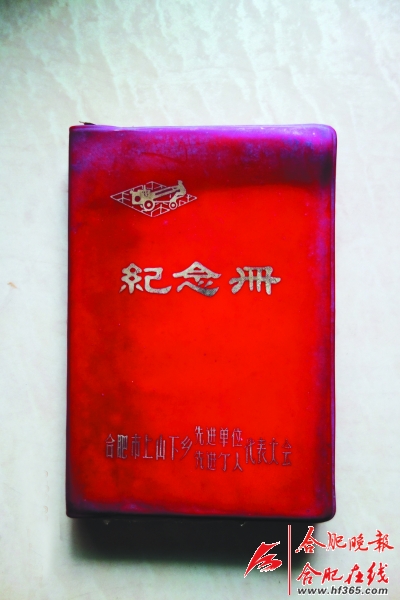 紀念冊
合肥市上山下乡先进单位代表大会
先进个人
合肥晚报
合肥在线
www.hf365.com